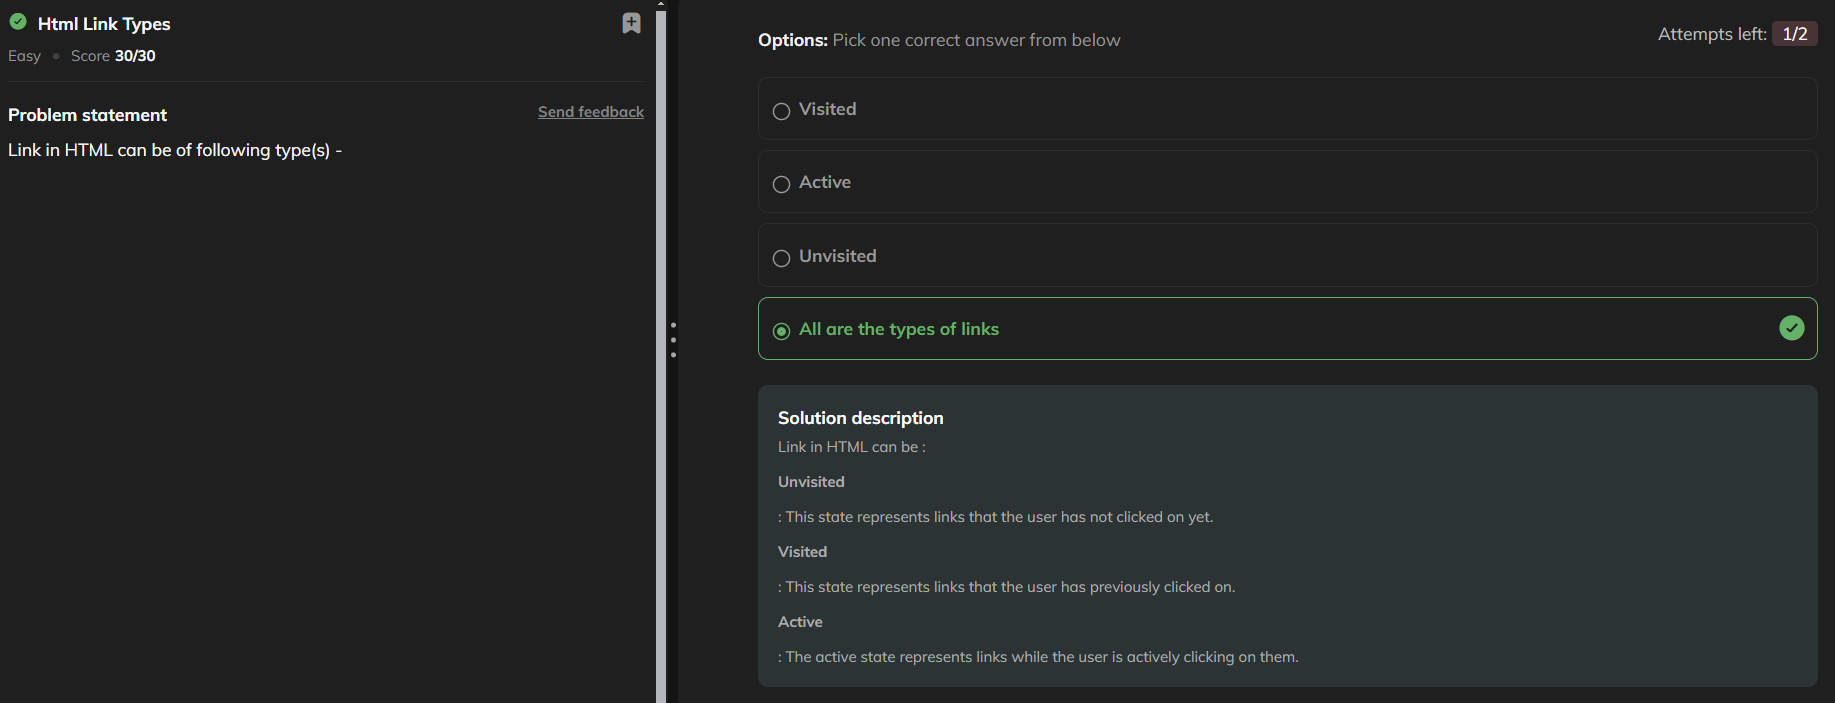 Html Link Types
Easy • Score 30/30
Problem statement
Send feedback
Link in HTML can be of following type(s) -
Options: Pick one correct answer from below
Attempts left: 1/2
Visited
Active
Unvisited
All are the types of links
Solution description
Link in HTML can be :
Unvisited
: This state represents links that the user has not clicked on yet.
Visited
: This state represents links that the user has previously clicked on.
Active
: The active state represents links while the user is actively clicking on them.